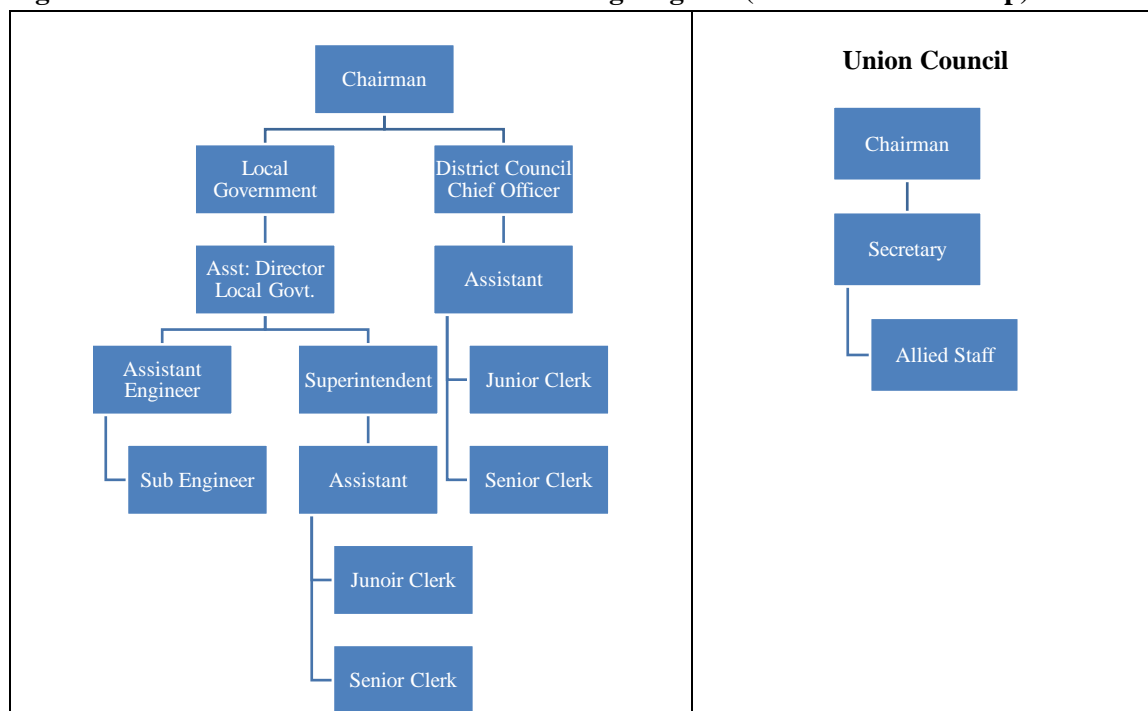 Chairman
Local
Government
District Council
Chief Officer
Asst: Director
Local Govt.
Assistant
Assistant
Engineer
Superintendent
Junior Clerk
Sub Engineer
Assistant
Senior Clerk
Junoir Clerk
Senior Clerk
Union Council
Chairman
Secretary
Allied Staff